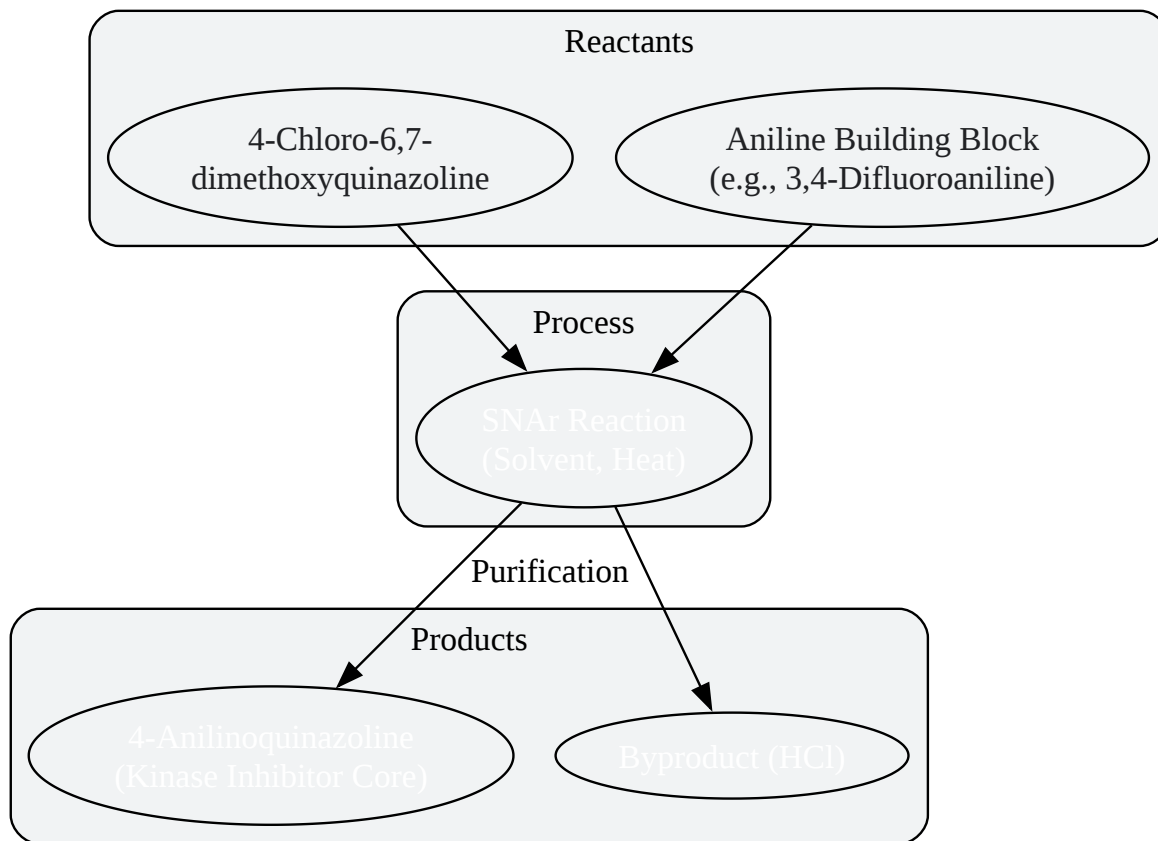 Reactants
4-Chloro-6,7-
dimethoxyquinazoline
Aniline Building Block
(e.g., 3,4-Difluoroaniline)
Process
SNAr Reaction
(Solvent, Heat)
Purification
Products
4-Anilinoquinazoline
(Kinase Inhibitor Core)
Byproduct (HCl)